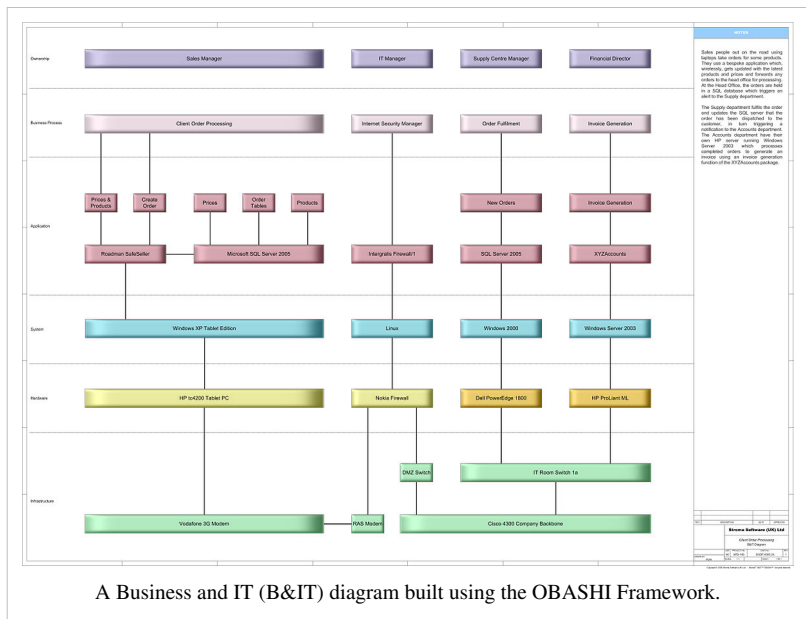 NOTES
Ownership
Sales Manager
IT Manager
Supply Centre Manager
Financial Director
Sales people out on the road using
laptops take orders for some products.
They use a bespoke application which,
wirelessly, gets updated with the latest
products and prices and forwards any
orders to the head office for processing.
At the Head Office, the orders are held
in a SQL database which triggers an
alert to the Supply department.
The Supply department fulfils the order
and updates the SQL server that the
order has been dispatched to the
customer, in turn triggering a
notification to the Accounts department.
The Accounts department have their
own HP server running Windows
Server 2003 which processes
completed orders to generate an
invoice using an invoice generation
function of the XYZAccounts package.
Business Process
Client Order Processing
Internet Security Manager
Order Fulfilment
Invoice Generation
Application
Prices &
Products
Create
Order
Prices
Order
Tables
Products
New Orders
Invoice Generation
Roadman SafeSeller
Microsoft SQL Server 2005
Intergralis Firewall/1
SQL Server 2005
XYZAccounts
System
Windows XP Tablet Edition
Linux
Windows 2000
Windows Server 2003
Hardware
HP tc4200 Tablet PC
Nokia Firewall
Dell PowerEdge 1800
HP ProLient ML
Infrastructure
DMZ Switch
IT Room Switch 1a
Vodafone 3G Modem
RAS Modem
Cisco 4300 Company Backbone
Stroma Software (UK) Ltd
Client Order Processing
B&IT Diagram
A Business and IT (B&IT) diagram built using the OBASHI Framework.